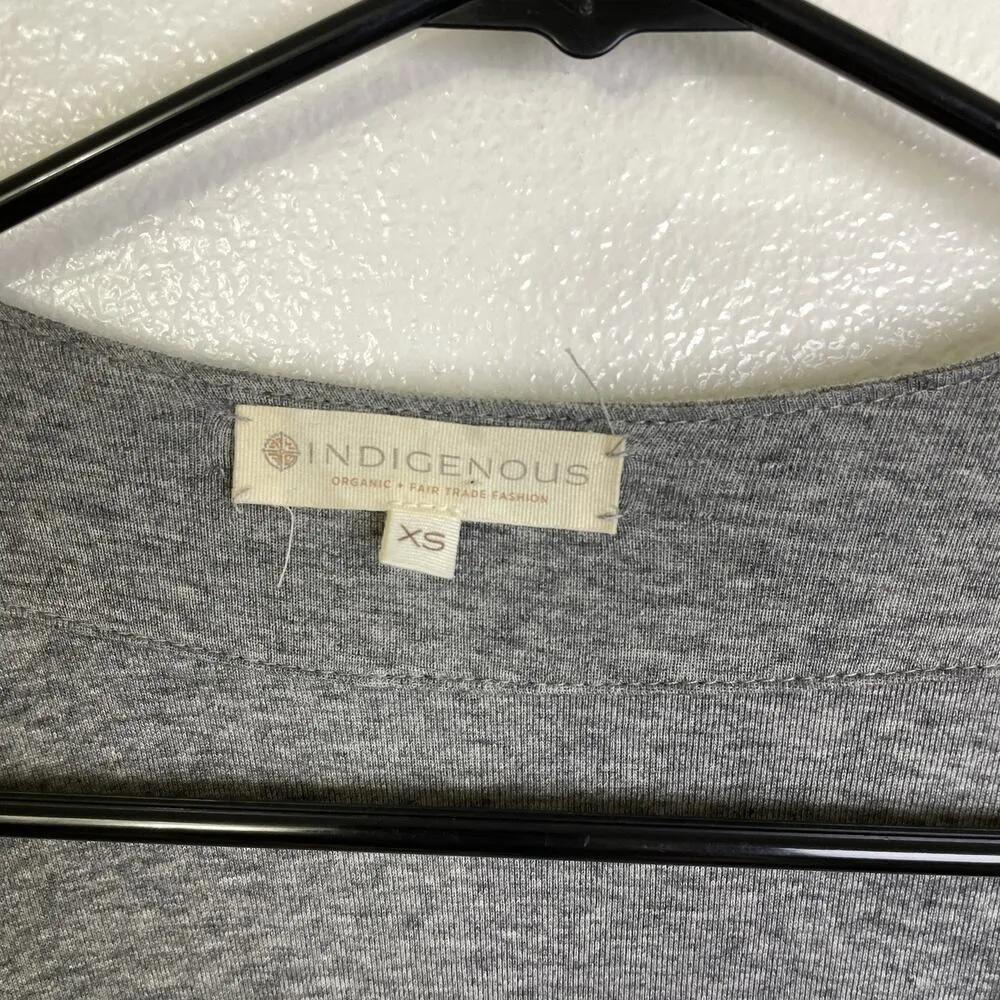 INDIGENOUS
ORGANIC + FAIR TRADE FASHION
XS